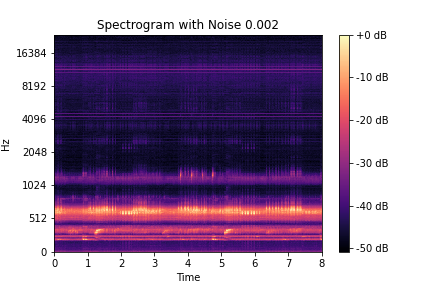 Spectrogram with Noise 0.002
16384
8192
4096
2048
1024
512
0
Hz
0 1 2 3 4 5 6 7 8
Time
+0 dB
-10 dB
-20 dB
-30 dB
-40 dB
-50 dB